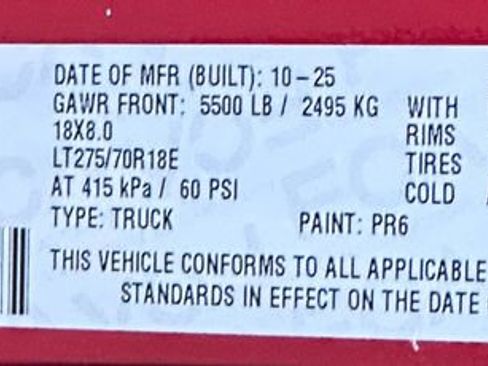 DATE OF MFR (BUILT): 10-25
GAWR FRONT: 5500 LB / 2495 KG WITH
18X8.0 RIMS
LT275/70R18E TIRES
AT 415 kPa / 60 PSI COLD
TYPE: TRUCK PAINT: PR6
THIS VEHICLE CONFORMS TO ALL APPLICABLE
STANDARDS IN EFFECT ON THE DATE